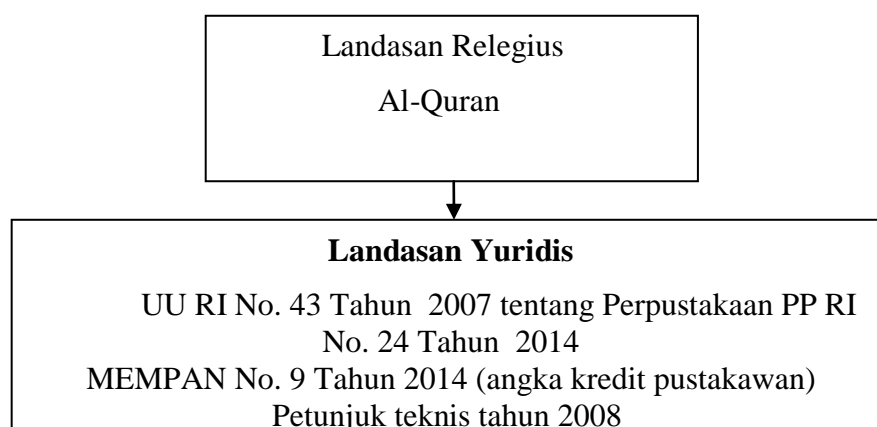 Landasan Relegius
Al-Quran
Landasan Yuridis
UU RI No. 43 Tahun 2007 tentang Perpustakaan PP RI
No. 24 Tahun 2014
MEMPAN No. 9 Tahun 2014 (angka kredit pustakawan)
Petunjuk teknis tahun 2008